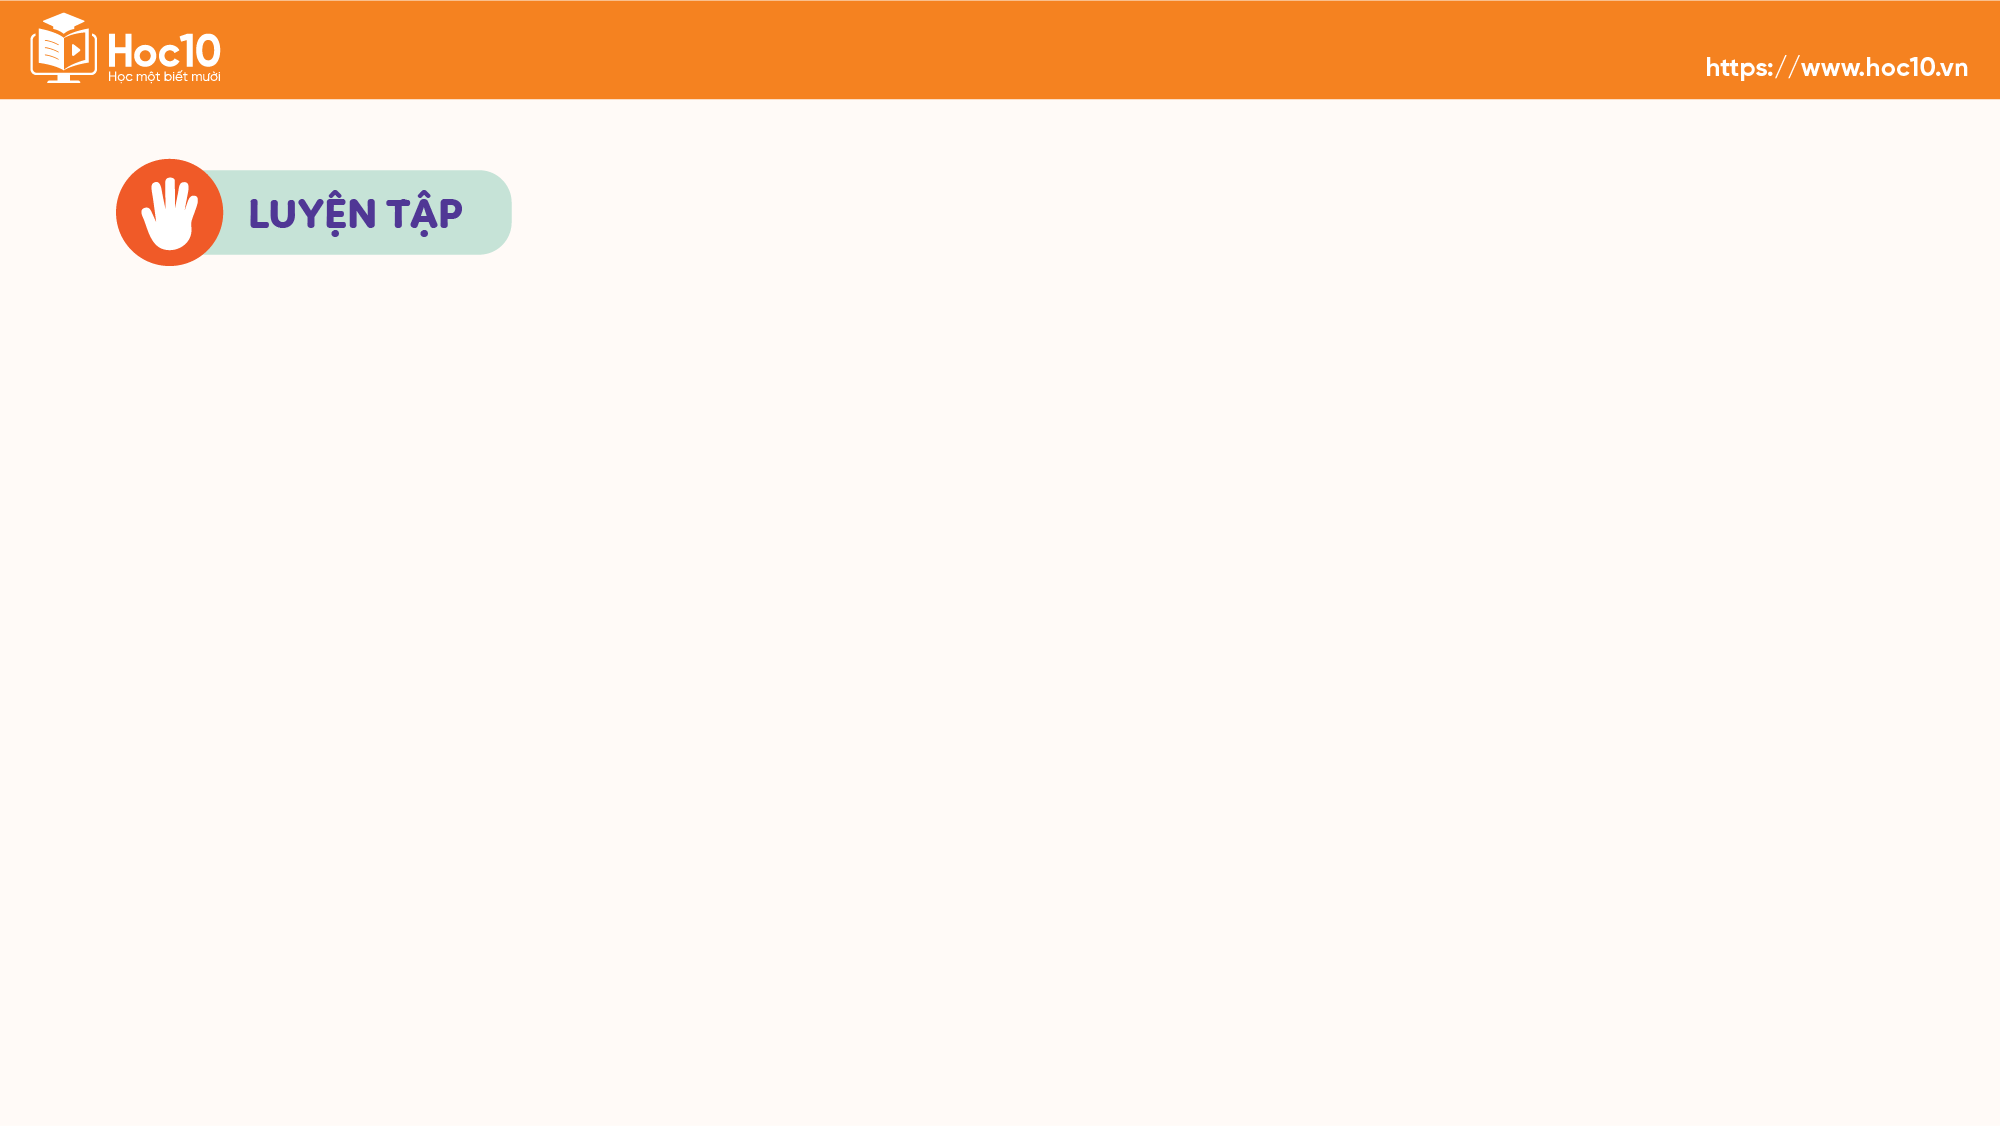 Hoc10
Học một biết mười
https://www.hoc10.vn
LUYỆN TẬP